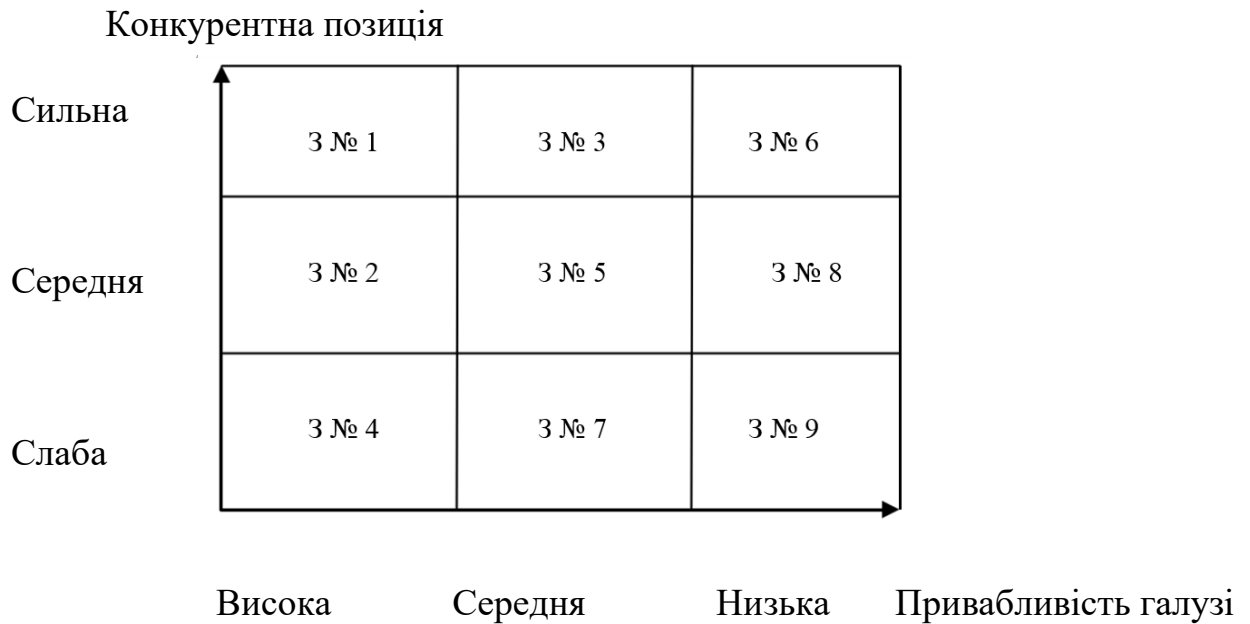 Конкурентна позиція
Сильна
З № 1 З № 3 З № 6
Середня
З № 2 З № 5 З № 8
Слаба
З № 4 З № 7 З № 9
Висока Середня Низька Привабливість галузі